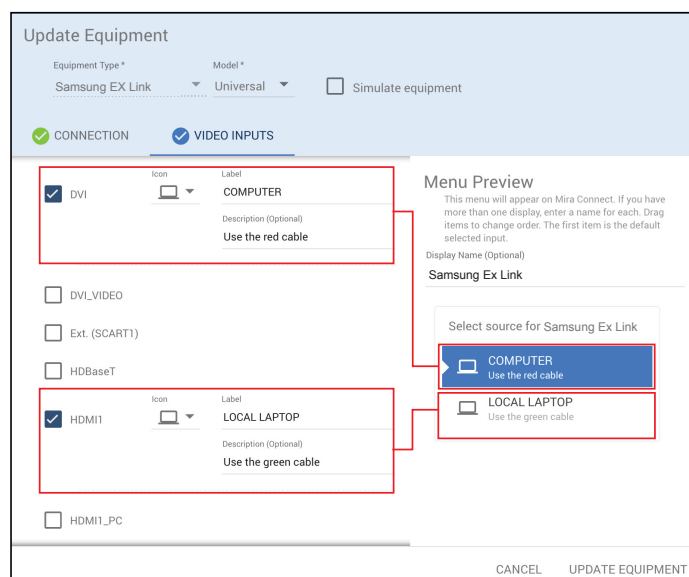 Update Equipment
Equipment Type * Model *
Samsung EX Link Universal Simulate equipment
CONNECTION VIDEO INPUTS
Icon Label
DVI COMPUTER
Description (Optional)
Use the red cable
DVI_VIDEO
Ext. (SCART1)
HDBaseT
Icon Label
HDMI1 LOCAL LAPTOP
Description (Optional)
Use the green cable
HDMI1_PC
Menu Preview
This menu will appear on Mira Connect. If you have
more than one display, enter a name for each. Drag
items to change order. The first item is the default
selected input.
Display Name (Optional)
Samsung Ex Link
Select source for Samsung Ex Link
COMPUTER
Use the red cable
LOCAL LAPTOP
Use the green cable
CANCEL UPDATE EQUIPMENT